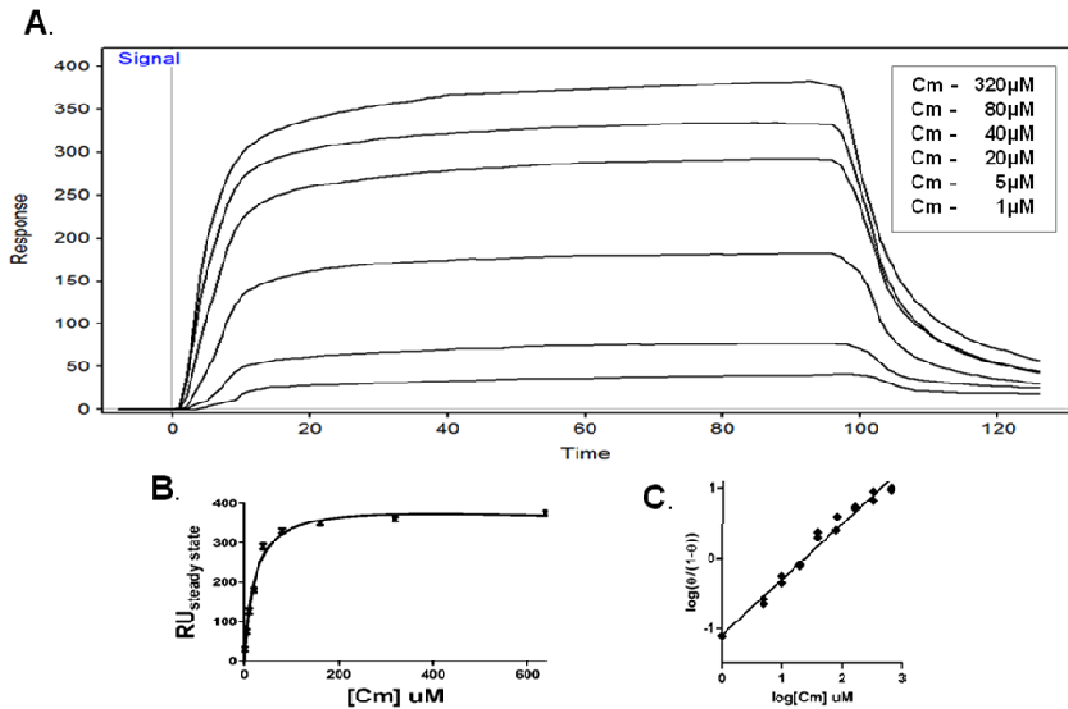 A.
Signal
400
350
300
250
200
150
100
50
0
Response
Cm - 320µM
Cm - 80µM
Cm - 40µM
Cm - 20µM
Cm - 5µM
Cm - 1µM
0 20 40 60 80 100 120
Time
B.
400
300
200
100
0
RUsteady state
0 200 400 600
[Cm] uM
C.
1
0
-1
log(θ/(1-θ))
0 1 2 3
log[Cm] uM